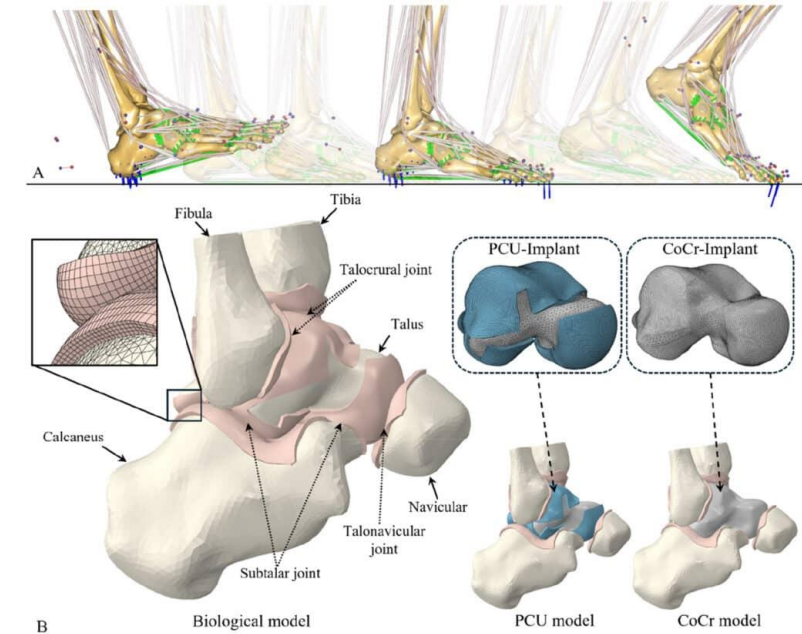 A
Tibia
Fibula
PCU-Implant
CoCr-Implant
Talocrural joint
Talus
Calcaneus
Navicular
Talonavicular
joint
Subtalar joint
B
Biological model
PCU model
CoCr model